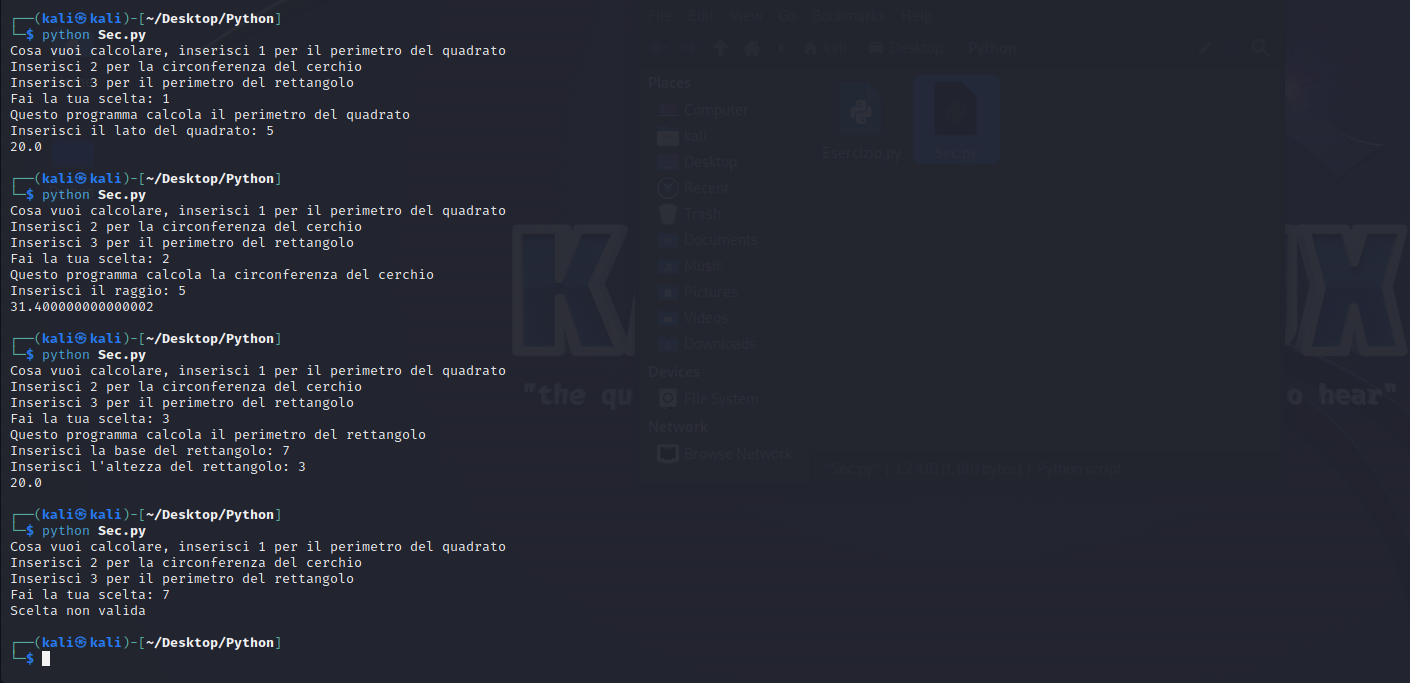 ┌──(kali㉿kali)-[~/Desktop/Python]
└─$ python Sec.py
Cosa vuoi calcolare, inserisci 1 per il perimetro del quadrato
Inserisci 2 per la circonferenza del cerchio
Inserisci 3 per il perimetro del rettangolo
Fai la tua scelta: 1
Questo programma calcola il perimetro del quadrato
Inserisci il lato del quadrato: 5
20.0
┌──(kali㉿kali)-[~/Desktop/Python]
└─$ python Sec.py
Cosa vuoi calcolare, inserisci 1 per il perimetro del quadrato
Inserisci 2 per la circonferenza del cerchio
Inserisci 3 per il perimetro del rettangolo
Fai la tua scelta: 2
Questo programma calcola la circonferenza del cerchio
Inserisci il raggio: 5
31.400000000000002
┌──(kali㉿kali)-[~/Desktop/Python]
└─$ python Sec.py
Cosa vuoi calcolare, inserisci 1 per il perimetro del quadrato
Inserisci 2 per la circonferenza del cerchio
Inserisci 3 per il perimetro del rettangolo
Fai la tua scelta: 3
Questo programma calcola il perimetro del rettangolo
Inserisci la base del rettangolo: 7
Inserisci l'altezza del rettangolo: 3
20.0
┌──(kali㉿kali)-[~/Desktop/Python]
└─$ python Sec.py
Cosa vuoi calcolare, inserisci 1 per il perimetro del quadrato
Inserisci 2 per la circonferenza del cerchio
Inserisci 3 per il perimetro del rettangolo
Fai la tua scelta: 7
Scelta non valida
┌──(kali㉿kali)-[~/Desktop/Python]
└─$
File Edit View Go Bookmarks Help
kali Desktop Python
Places
Computer
kali
Desktop
Recent
Trash
Documents
Music
Pictures
Videos
Downloads
Devices
File System
Network
Browse Network
Esercizio.py
Sec.py
"the qu
o hear"